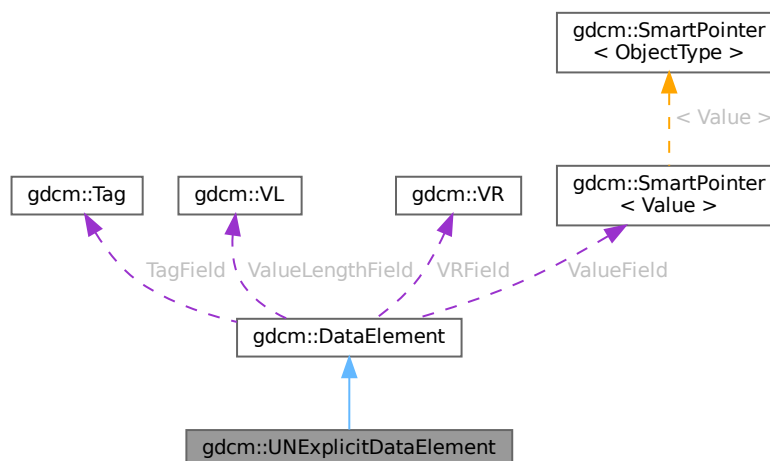 gdcm::SmartPointer
< ObjectType >
< Value >
gdcm::Tag
gdcm::VL
gdcm::VR
gdcm::SmartPointer
< Value >
TagField
ValueLengthField
VRField
ValueField
gdcm::DataElement
gdcm::UNExplicitDataElement